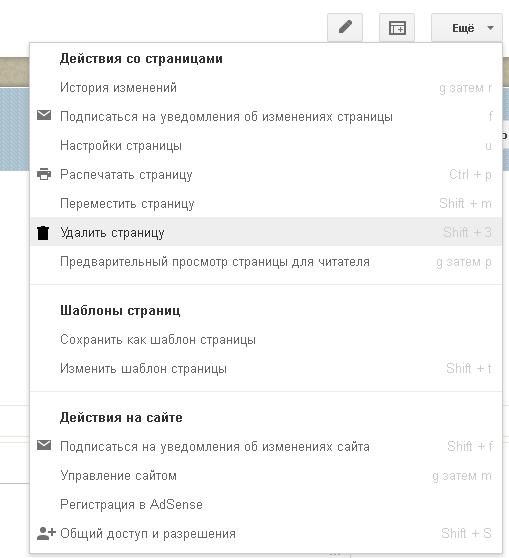 Ещё
Действия со страницами
История изменений g затем r
Подписаться на уведомления об изменениях страницы f
Настройки страницы u
Распечатать страницу Ctrl + p
Переместить страницу Shift + m
Удалить страницу Shift + 3
Предварительный просмотр страницы для читателя g затем p
Шаблоны страниц
Сохранить как шаблон страницы
Изменить шаблон страницы Shift + t
Действия на сайте
Подписаться на уведомления об изменениях сайта Shift + f
Управление сайтом g затем m
Регистрация в AdSense
Общий доступ и разрешения Shift + S